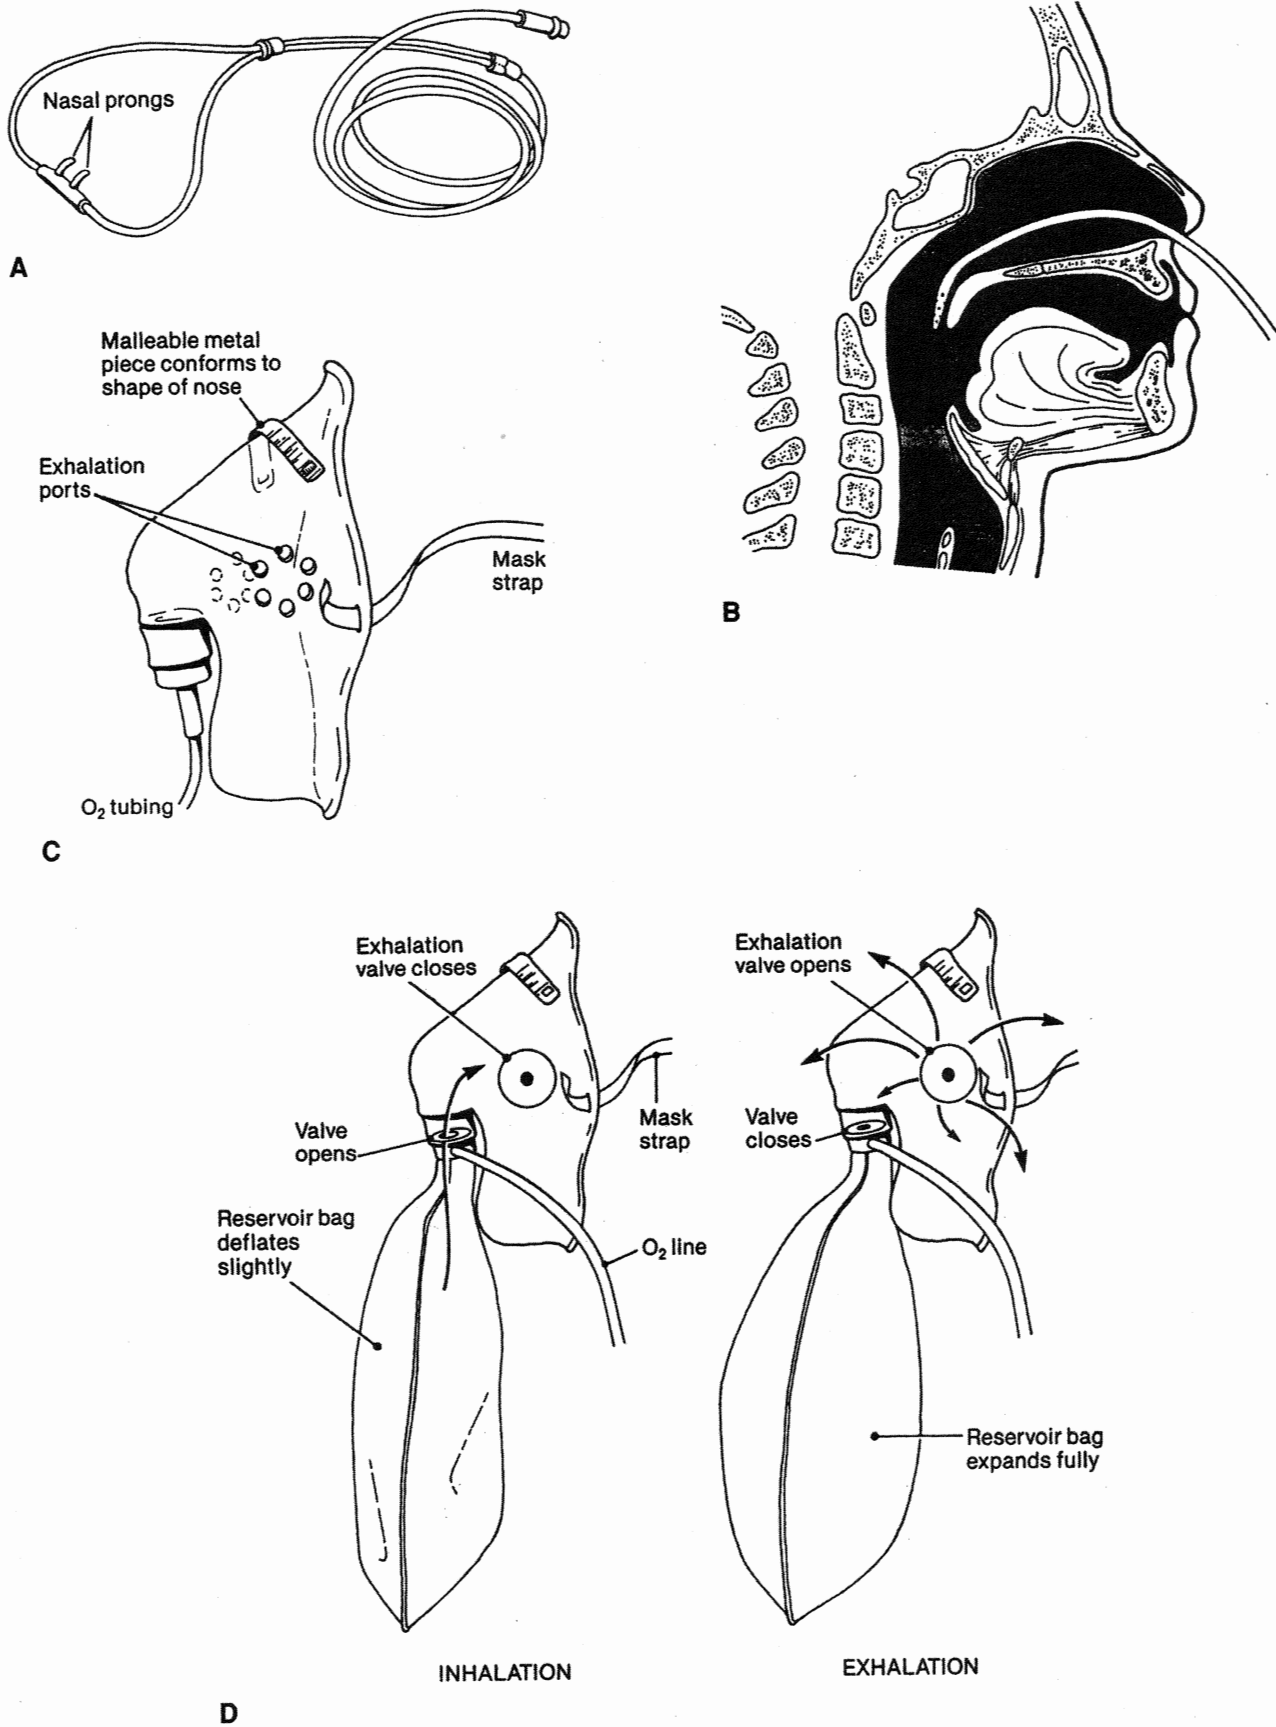 Nasal prongs
A
B
Malleable metal
piece conforms to
shape of nose
Exhalation
ports
Mask
strap
O₂ tubing
C
Exhalation
valve closes
Valve
opens
Mask
strap
Reservoir bag
deflates
slightly
O₂ line
INHALATION
Exhalation
valve opens
Valve
closes
Reservoir bag
expands fully
EXHALATION
D